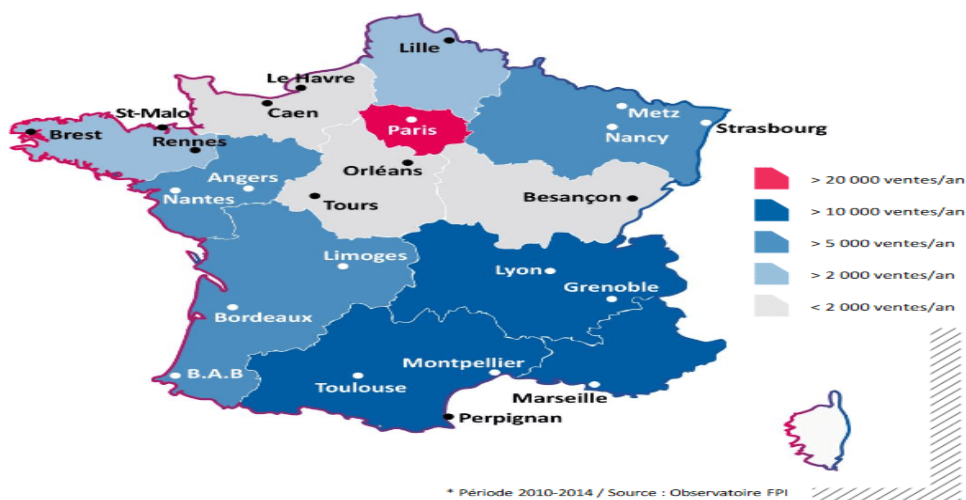 Lille
Le Havre
Caen
St-Malo
Brest
Rennes
Paris
Metz
Nancy
Strasbourg
Angers
Nantes
Orléans
Tours
Besançon
> 20 000 ventes/an
> 10 000 ventes/an
> 5 000 ventes/an
> 2 000 ventes/an
< 2 000 ventes/an
Limoges
Lyon
Grenoble
Bordeaux
B.A.B
Toulouse
Montpellier
Marseille
Perpignan
* Période 2010-2014 / Source : Observatoire FPI